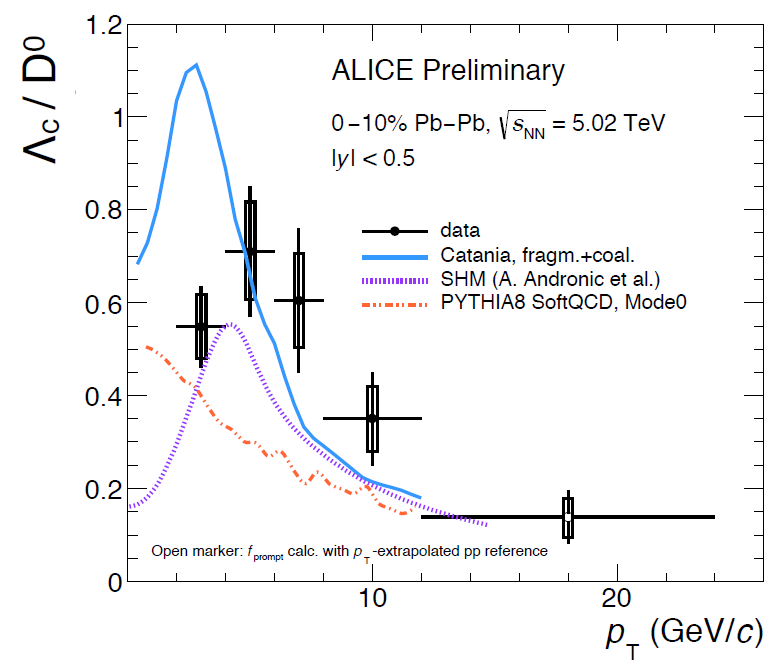 Λc / D⁰
1.2
1
0.8
0.6
0.4
0.2
0
ALICE Preliminary
0−10% Pb−Pb, √sNN = 5.02 TeV
|y| < 0.5
data
Catania, fragm.+coal.
SHM (A. Andronic et al.)
PYTHIA8 SoftQCD, Mode0
Open marker: fprompt calc. with pT-extrapolated pp reference
10
20
pT (GeV/c)